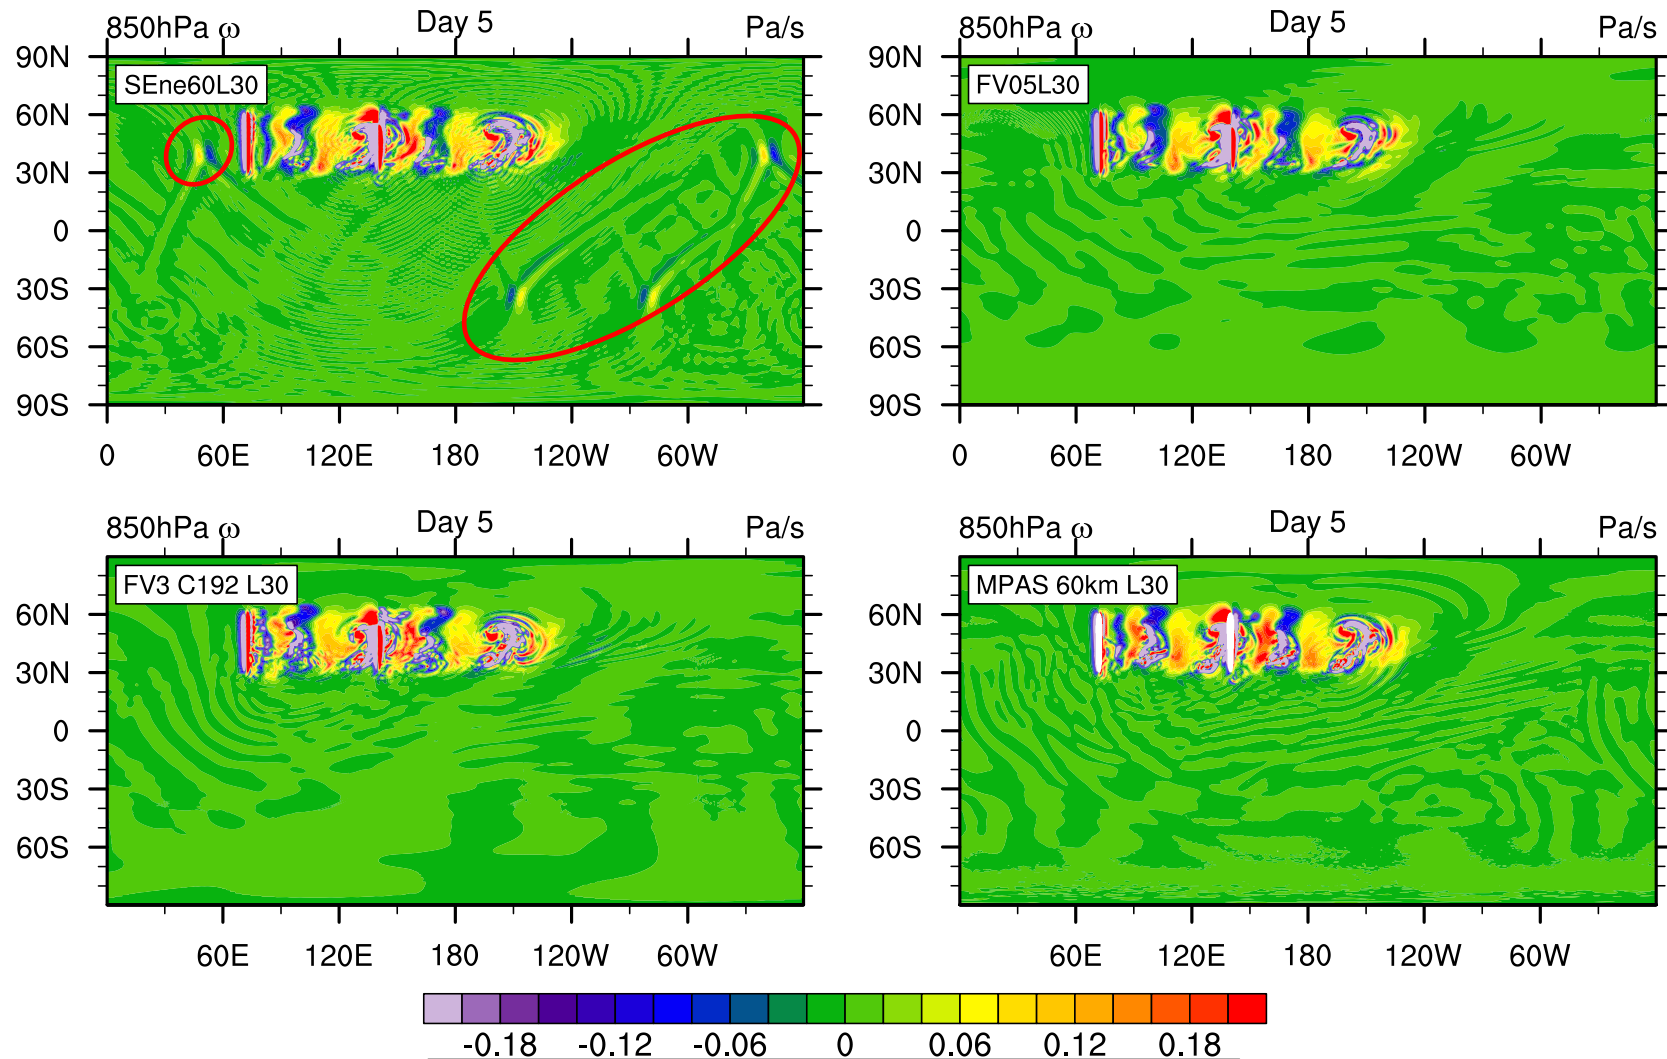 850hPa ω Day 5 Pa/s
90N
SEne60L30
60N
30N
0
30S
60S
90S
0 60E 120E 180 120W 60W
850hPa ω Day 5 Pa/s
90N
FV05L30
60N
30N
0
30S
60S
90S
0 60E 120E 180 120W 60W
850hPa ω Day 5 Pa/s
FV3 C192 L30
60N
30N
0
30S
60S
60E 120E 180 120W 60W
850hPa ω Day 5 Pa/s
MPAS 60km L30
60N
30N
0
30S
60S
60E 120E 180 120W 60W
-0.18 -0.12 -0.06 0 0.06 0.12 0.18